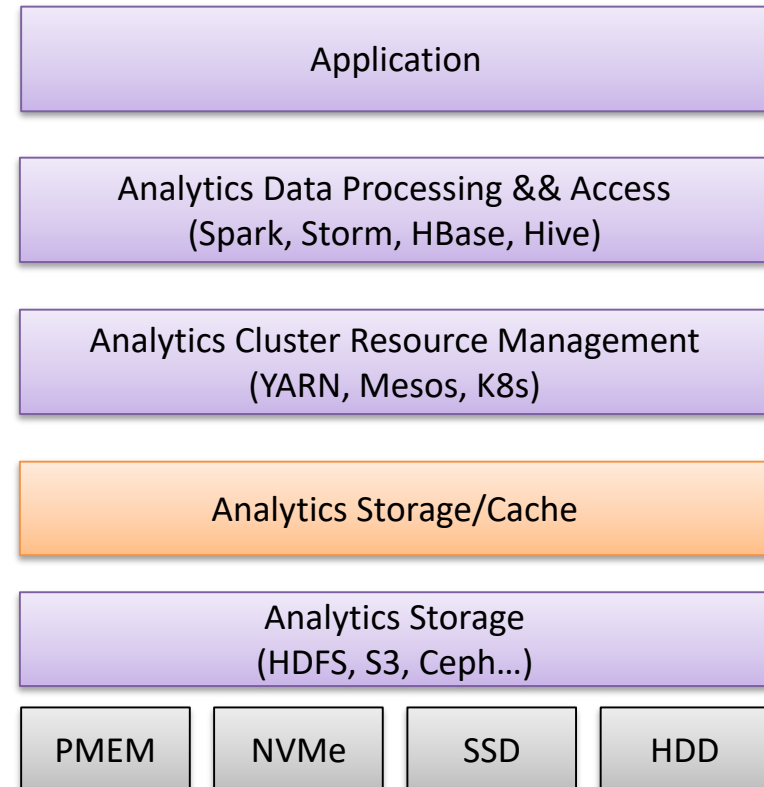 Application
Analytics Data Processing && Access
(Spark, Storm, HBase, Hive)
Analytics Cluster Resource Management
(YARN, Mesos, K8s)
Analytics Storage/Cache
Analytics Storage
(HDFS, S3, Ceph…)
PMEM NVMe SSD HDD